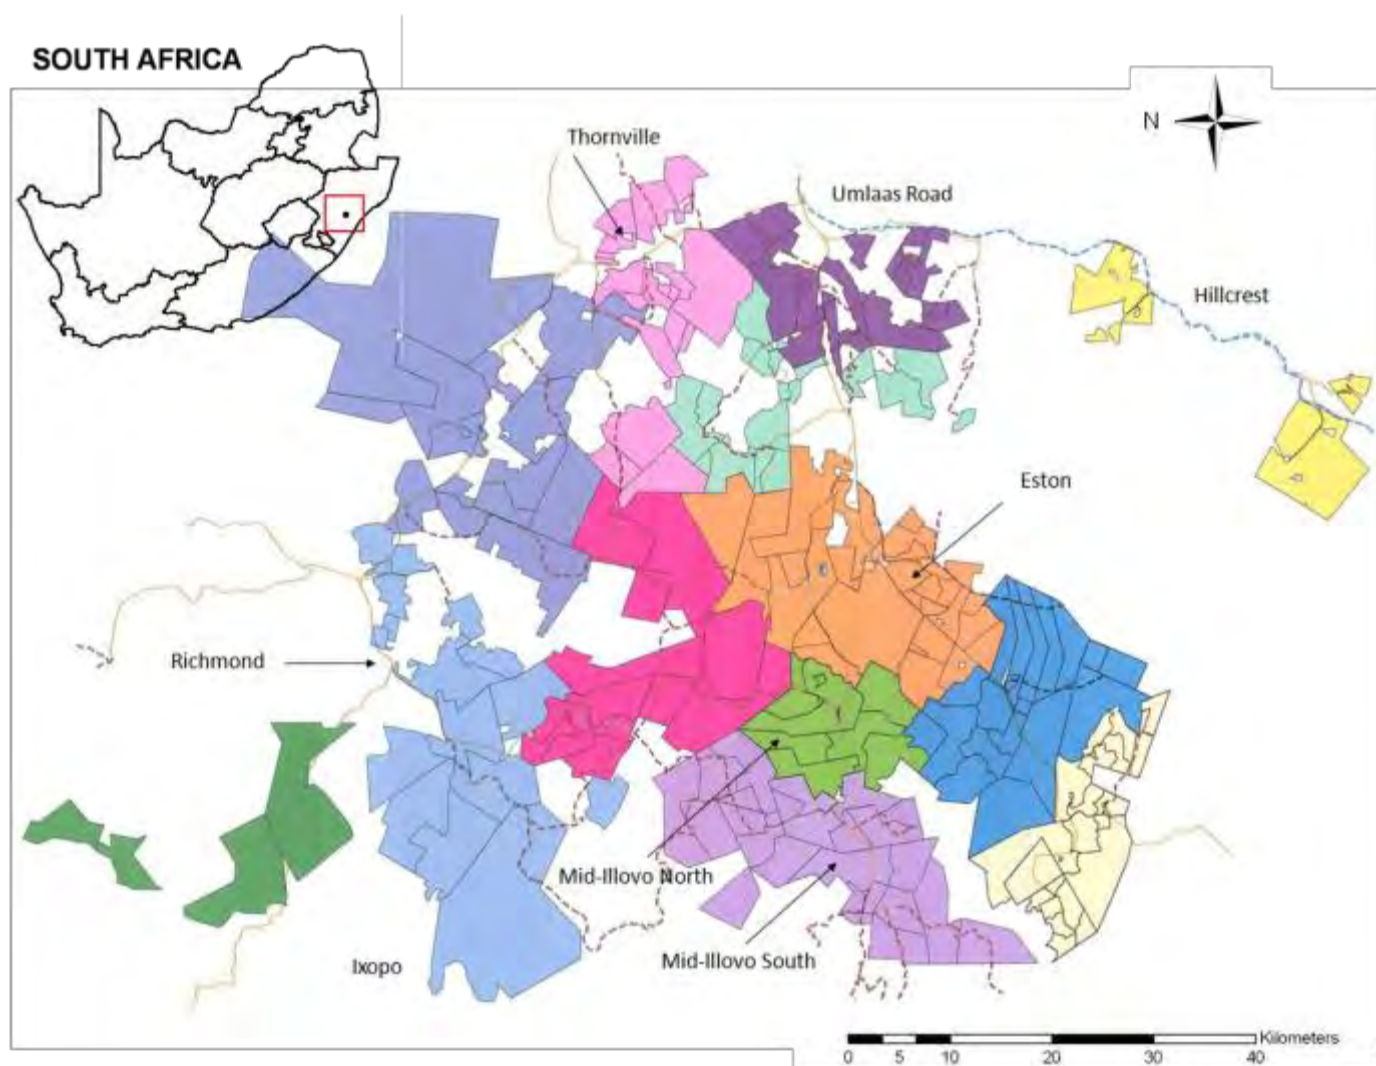 SOUTH AFRICA
N
Thornville
Umlaas Road
Hillcrest
Eston
Richmond
Mid-Illovo North
Mid-Illovo South
Ixopo
Kilometers
0 5 10 20 30 40